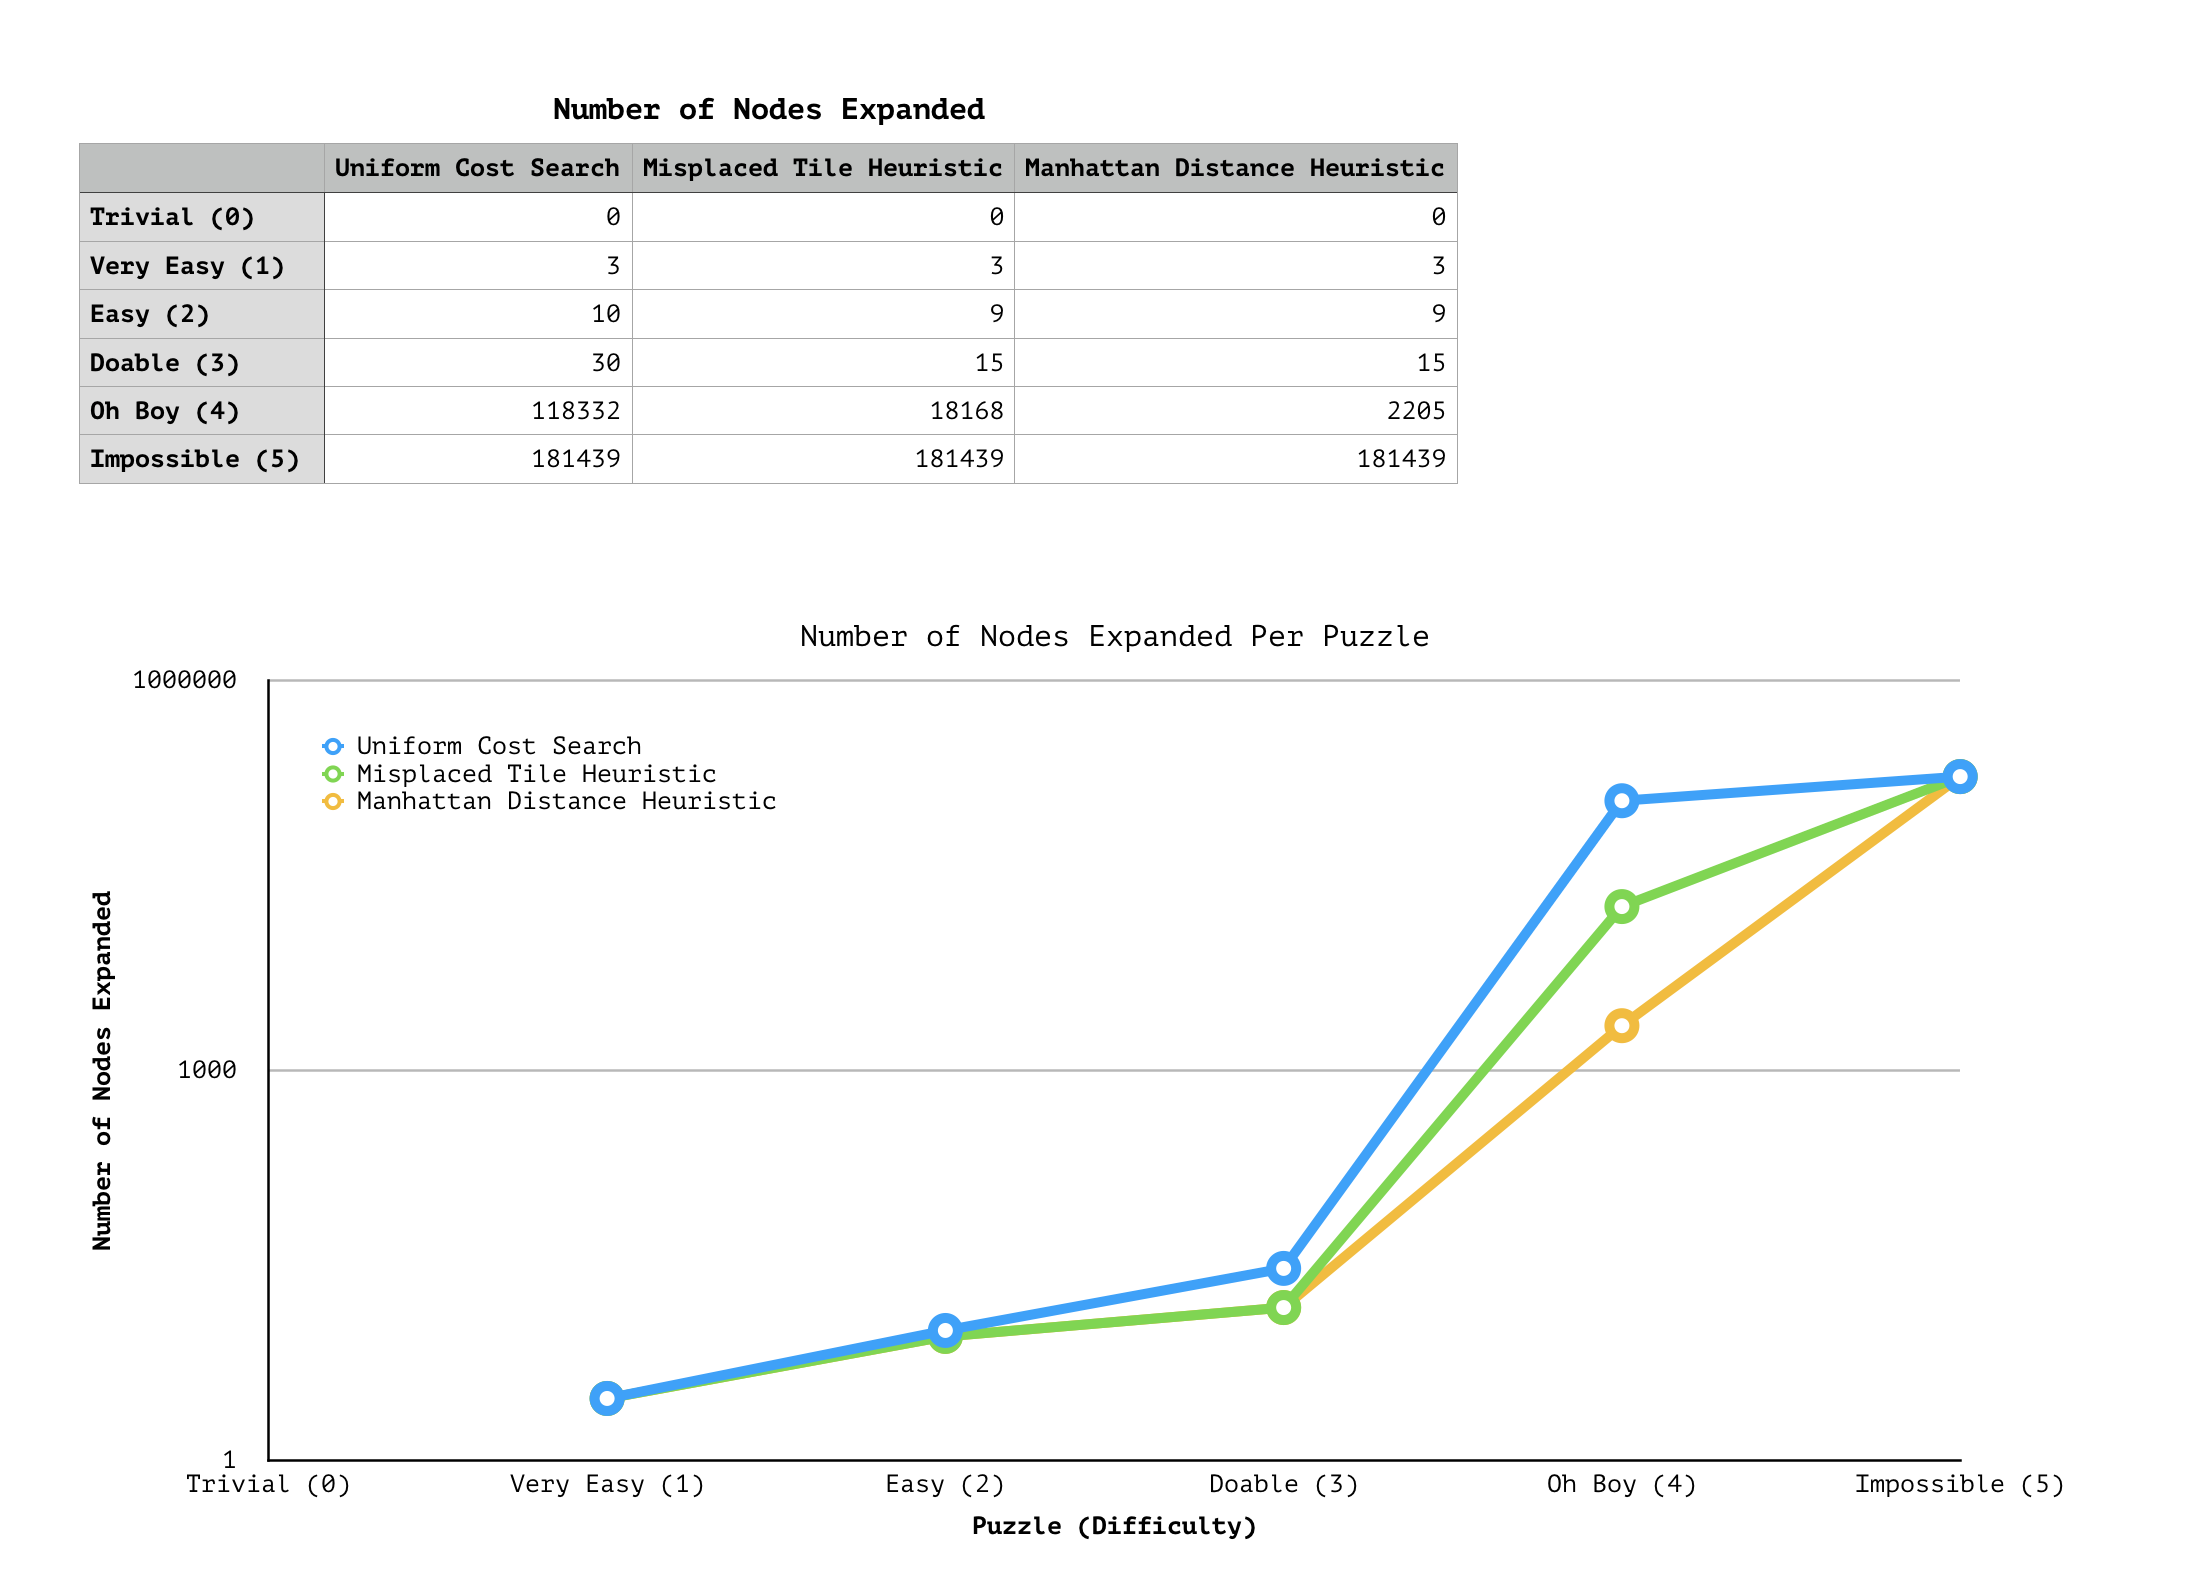 Number of Nodes Expanded
Uniform Cost Search Misplaced Tile Heuristic Manhattan Distance Heuristic
Trivial (0) 0 0 0
Very Easy (1) 3 3 3
Easy (2) 10 9 9
Doable (3) 30 15 15
Oh Boy (4) 118332 18168 2205
Impossible (5) 181439 181439 181439
Number of Nodes Expanded Per Puzzle
1000000
Uniform Cost Search
Misplaced Tile Heuristic
Manhattan Distance Heuristic
Number of Nodes Expanded
1000
1
Trivial (0) Very Easy (1) Easy (2) Doable (3) Oh Boy (4) Impossible (5)
Puzzle (Difficulty)